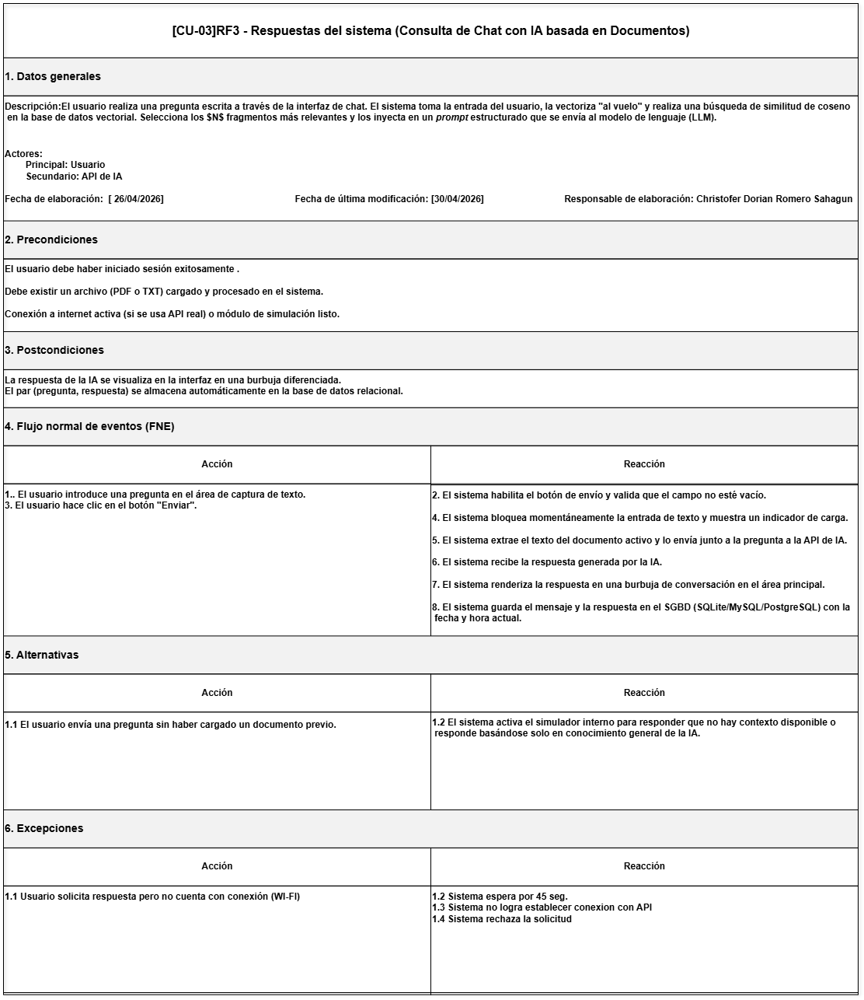 [CU-03]RF3 - Respuestas del sistema (Consulta de Chat con IA basada en Documentos)
1. Datos generales
Descripción:El usuario realiza una pregunta escrita a través de la interfaz de chat. El sistema toma la entrada del usuario, la vectoriza "al vuelo" y realiza una búsqueda de similitud de coseno
en la base de datos vectorial. Selecciona los $N$ fragmentos más relevantes y los inyecta en un prompt estructurado que se envía al modelo de lenguaje (LLM).
Actores:
Principal: Usuario
Secundario: API de IA
Fecha de elaboración: [ 26/04/2026] Fecha de última modificación: [30/04/2026] Responsable de elaboración: Christofer Dorian Romero Sahagun
2. Precondiciones
El usuario debe haber iniciado sesión exitosamente .
Debe existir un archivo (PDF o TXT) cargado y procesado en el sistema.
Conexión a internet activa (si se usa API real) o módulo de simulación listo.
3. Postcondiciones
La respuesta de la IA se visualiza en la interfaz en una burbuja diferenciada.
El par (pregunta, respuesta) se almacena automáticamente en la base de datos relacional.
4. Flujo normal de eventos (FNE)
Acción
Reacción
1.. El usuario introduce una pregunta en el área de captura de texto.
3. El usuario hace clic en el botón "Enviar".
2. El sistema habilita el botón de envío y valida que el campo no esté vacío.
4. El sistema bloquea momentáneamente la entrada de texto y muestra un indicador de carga.
5. El sistema extrae el texto del documento activo y lo envía junto a la pregunta a la API de IA.
6. El sistema recibe la respuesta generada por la IA.
7. El sistema renderiza la respuesta en una burbuja de conversación en el área principal.
8. El sistema guarda el mensaje y la respuesta en el SGBD (SQLite/MySQL/PostgreSQL) con la
fecha y hora actual.
5. Alternativas
Acción
Reacción
1.1 El usuario envía una pregunta sin haber cargado un documento previo.
1.2 El sistema activa el simulador interno para responder que no hay contexto disponible o
responde basándose solo en conocimiento general de la IA.
6. Excepciones
Acción
Reacción
1.1 Usuario solicita respuesta pero no cuenta con conexión (WI-FI)
1.2 Sistema espera por 45 seg.
1.3 Sistema no logra establecer conexion con API
1.4 Sistema rechaza la solicitud